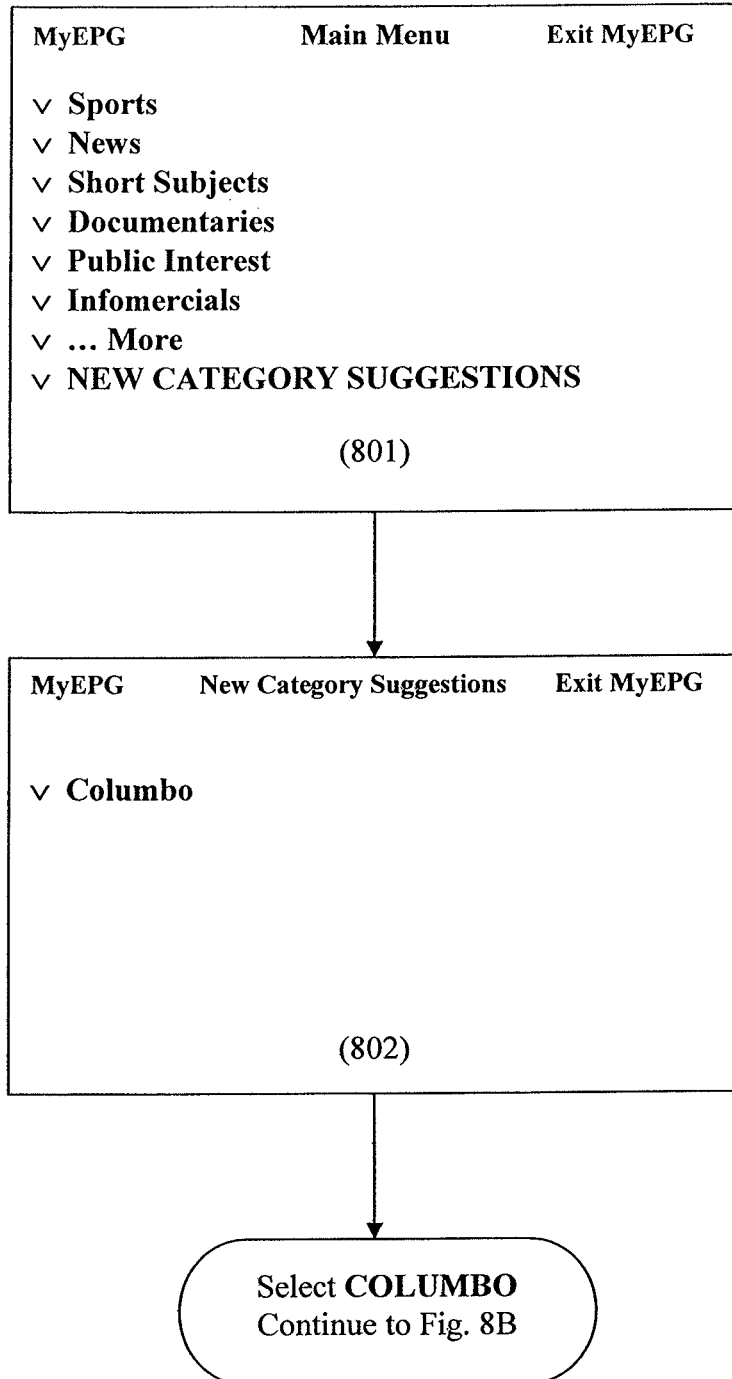 MyEPG Main Menu Exit MyEPG
v Sports
v News
v Short Subjects
v Documentaries
v Public Interest
v Infomercials
v ... More
v NEW CATEGORY SUGGESTIONS
(801)
MyEPG New Category Suggestions Exit MyEPG
v Columbo
(802)
Select COLUMBO
Continue to Fig. 8B